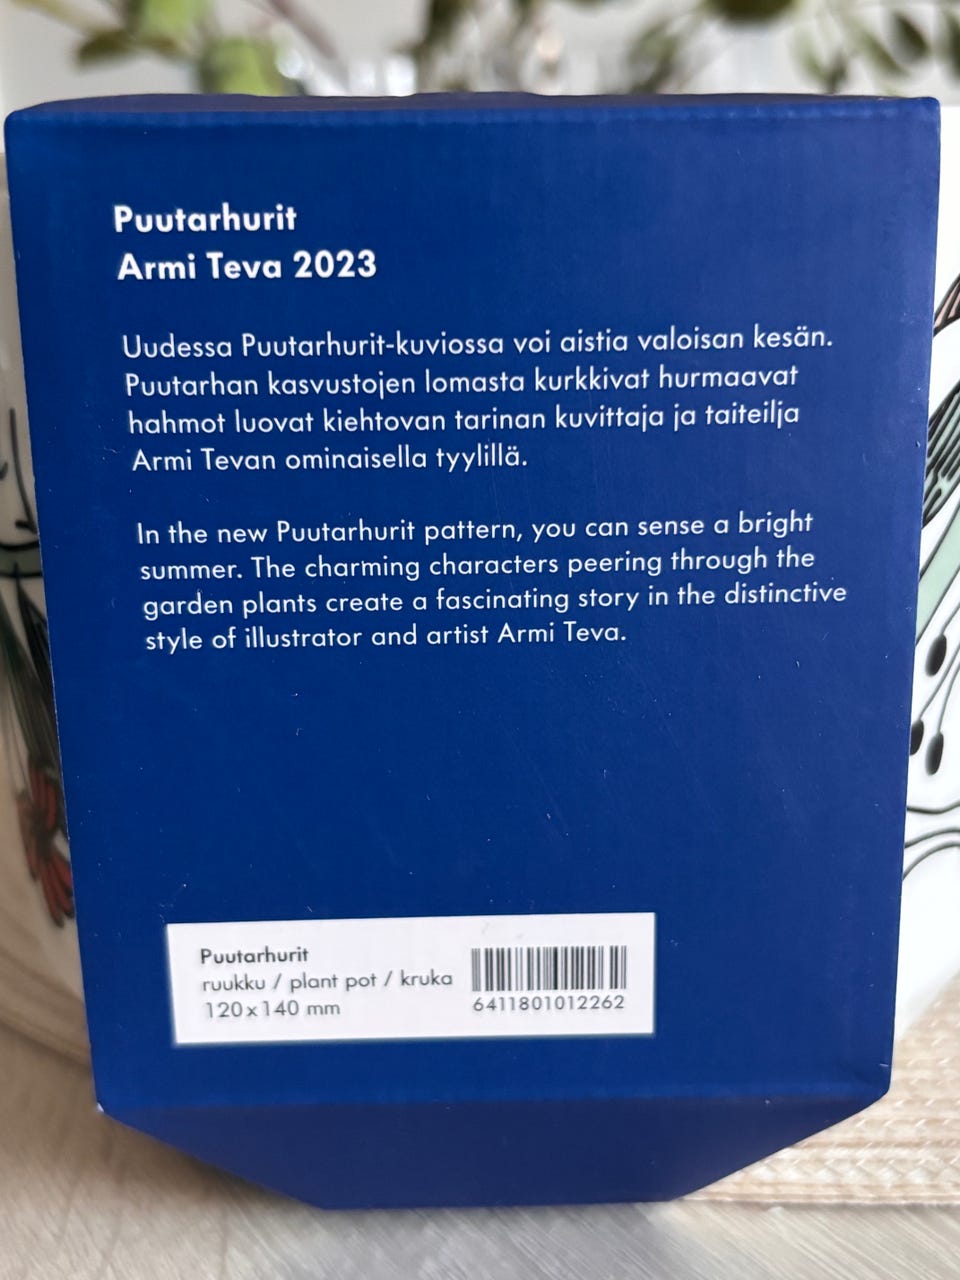 Puutarhurit
Armi Teva 2023
Uudessa Puutarhurit-kuviossa voi aistia valoisan kesän.
Puutarhan kasvustojen lomasta kurkkivat hurmaavat
hahmot luovat kiehtovan tarinan kuvittaja ja taiteilja
Armi Tevan ominaisella tyylillä.
In the new Puutarhurit pattern, you can sense a bright
summer. The charming characters peering through the
garden plants create a fascinating story in the distinctive
style of illustrator and artist Armi Teva.
Puutarhurit
ruukku / plant pot / kruka
120 x 140 mm
6411801012262